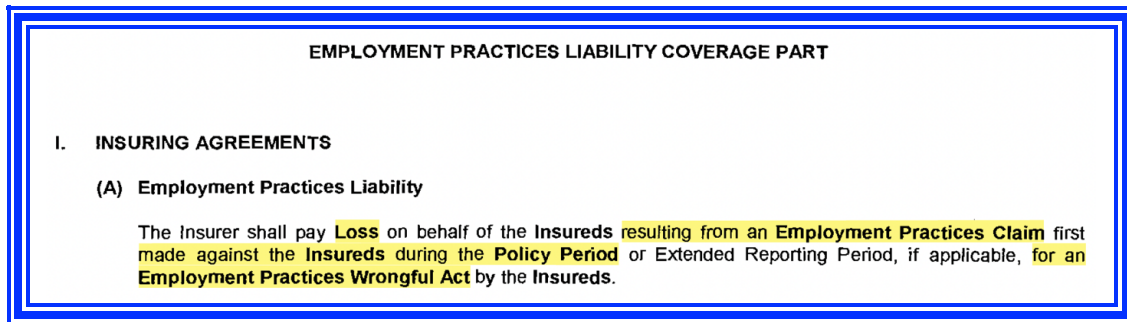 EMPLOYMENT PRACTICES LIABILITY COVERAGE PART
I. INSURING AGREEMENTS
(A) Employment Practices Liability
The Insurer shall pay Loss on behalf of the Insureds resulting from an Employment Practices Claim first
made against the Insureds during the Policy Period or Extended Reporting Period, if applicable, for an
Employment Practices Wrongful Act by the Insureds.